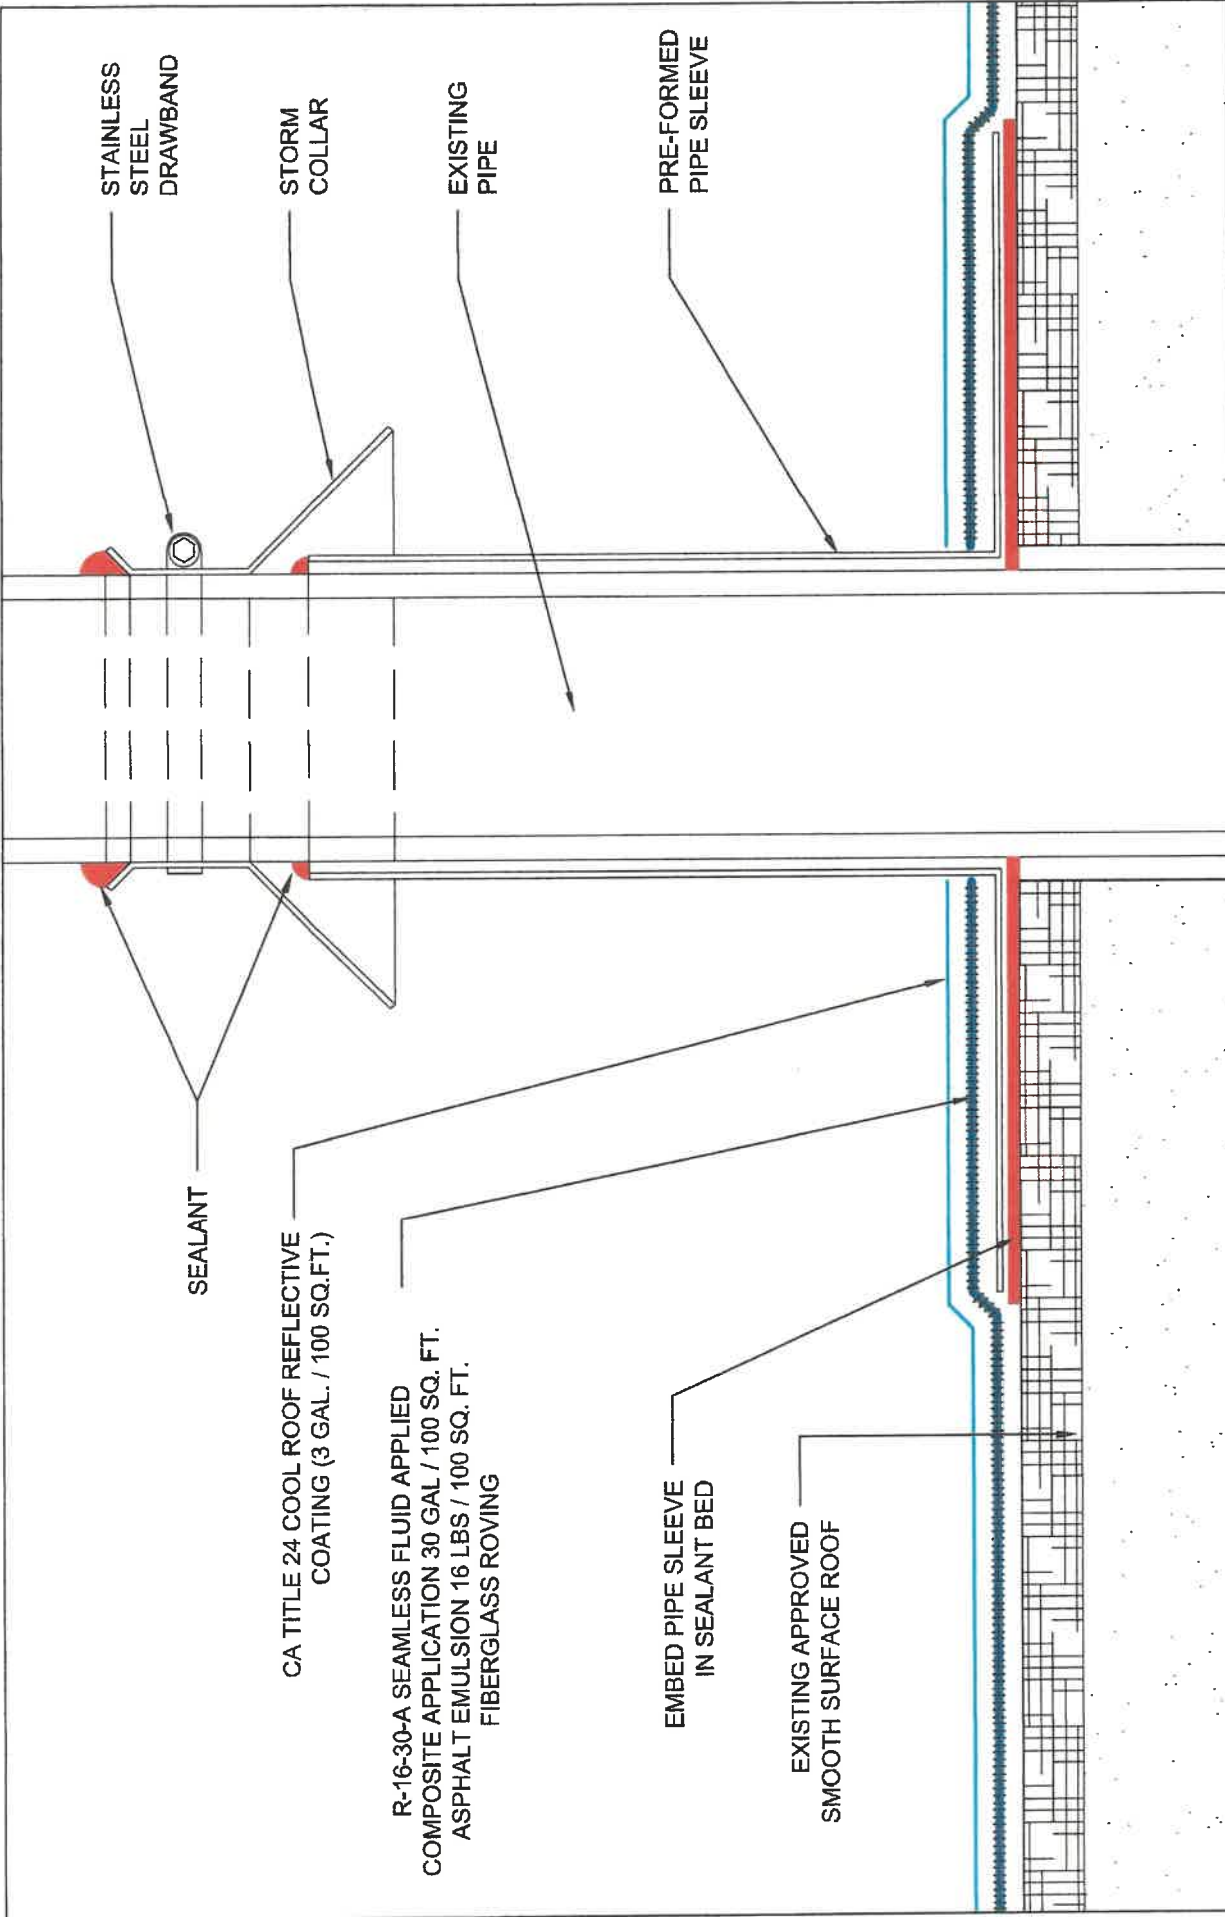 STAINLESS
STEEL
DRAWBAND
STORM
COLLAR
EXISTING
PIPE
PRE-FORMED
PIPE SLEEVE
SEALANT
CA TITLE 24 COOL ROOF REFLECTIVE
COATING (3 GAL. / 100 SQ.FT.)
R-16-30-A SEAMLESS FLUID APPLIED
COMPOSITE APPLICATION 30 GAL / 100 SQ. FT.
ASPHALT EMULSION 16 LBS / 100 SQ. FT.
FIBERGLASS ROVING
EMBED PIPE SLEEVE
IN SEALANT BED
EXISTING APPROVED
SMOOTH SURFACE ROOF